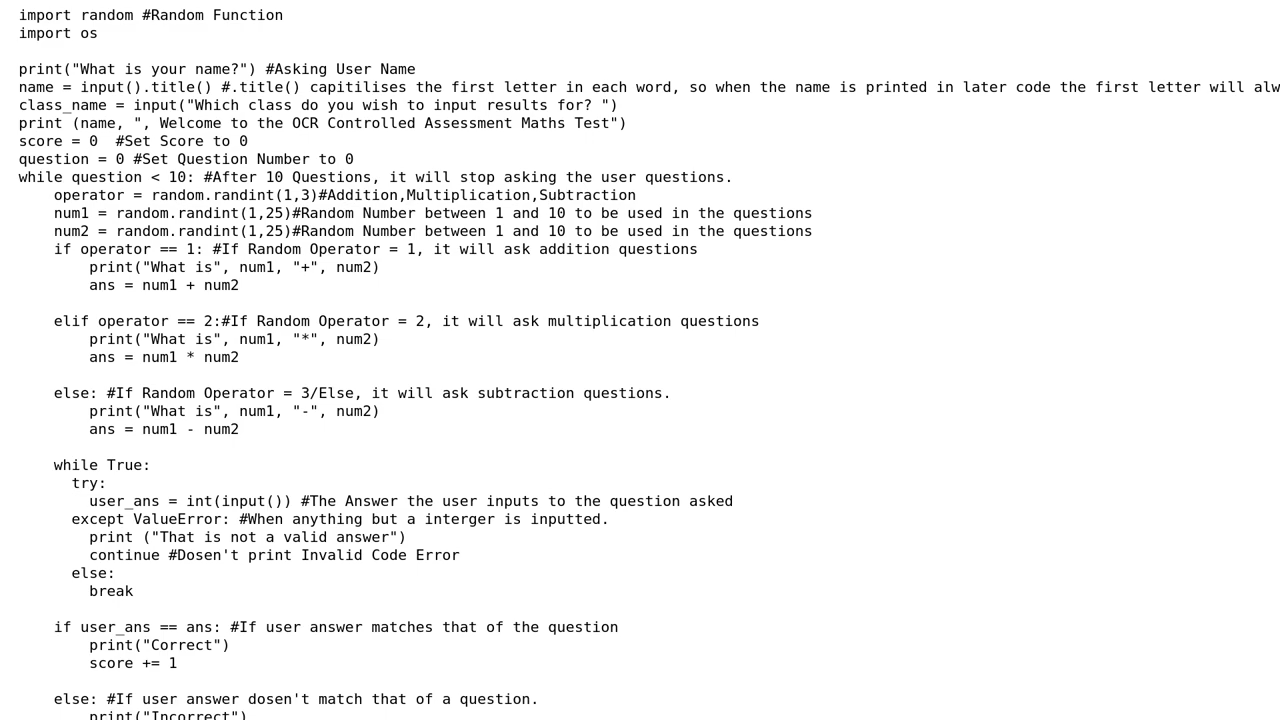 import random #Random Function
import os
print("What is your name?") #Asking User Name
name = input().title() #.title() capitilises the first letter in each word, so when the name is printed in later code the first letter will alw
class_name = input("Which class do you wish to input results for? ")
print (name, ", Welcome to the OCR Controlled Assessment Maths Test")
score = 0  #Set Score to 0
question = 0 #Set Question Number to 0
while question < 10: #After 10 Questions, it will stop asking the user questions.
    operator = random.randint(1,3)#Addition,Multiplication,Subtraction
    num1 = random.randint(1,25)#Random Number between 1 and 10 to be used in the questions
    num2 = random.randint(1,25)#Random Number between 1 and 10 to be used in the questions
    if operator == 1: #If Random Operator = 1, it will ask addition questions
        print("What is", num1, "+", num2)
        ans = num1 + num2
    elif operator == 2:#If Random Operator = 2, it will ask multiplication questions
        print("What is", num1, "*", num2)
        ans = num1 * num2
    else: #If Random Operator = 3/Else, it will ask subtraction questions.
        print("What is", num1, "-", num2)
        ans = num1 - num2
    while True:
      try:
        user_ans = int(input()) #The Answer the user inputs to the question asked
      except ValueError: #When anything but a interger is inputted.
        print ("That is not a valid answer")
        continue #Dosen't print Invalid Code Error
      else:
        break
    if user_ans == ans: #If user answer matches that of the question
        print("Correct")
        score += 1
    else: #If user answer dosen't match that of a question.
        print("Incorrect")